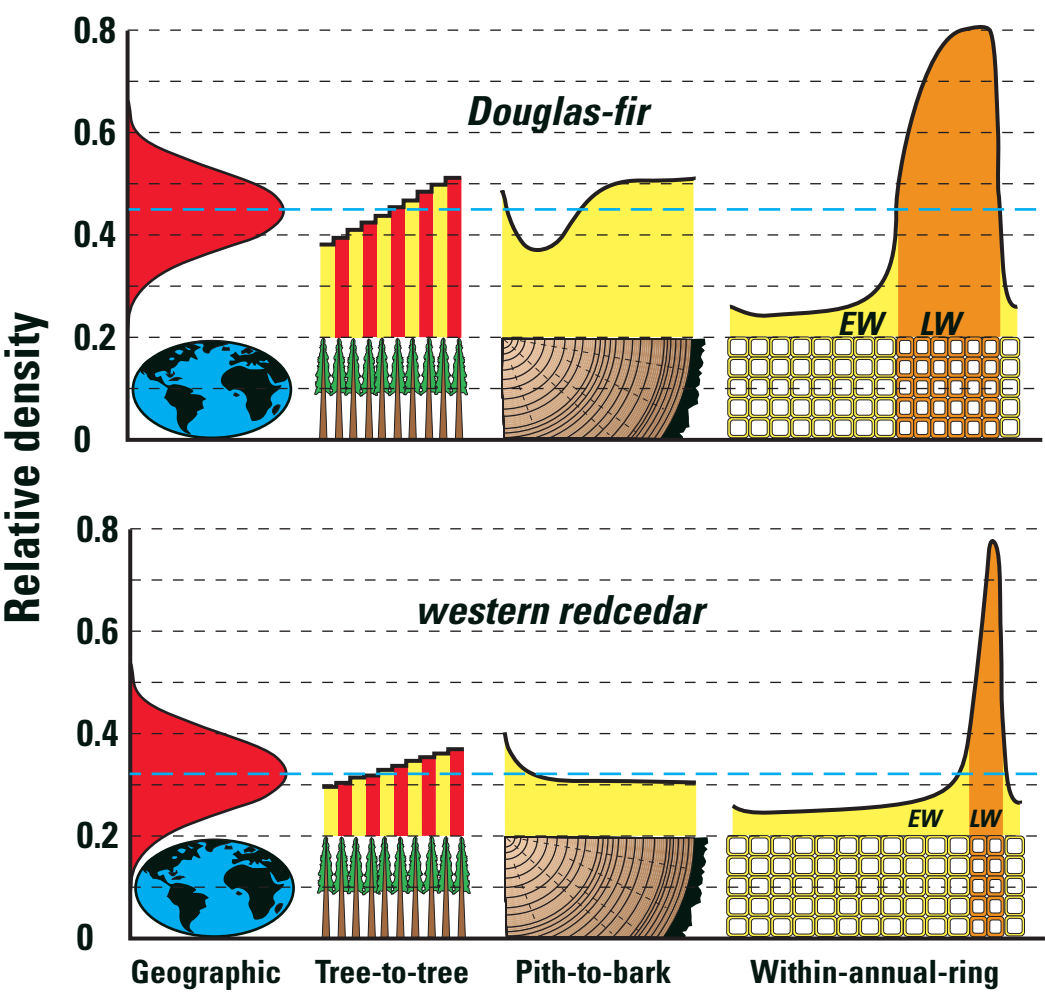 Relative density
0.8
0.6
0.4
0.2
0
Douglas-fir
EW LW
0.8
0.6
0.4
0.2
0
western redcedar
EW LW
Geographic Tree-to-tree Pith-to-bark Within-annual-ring